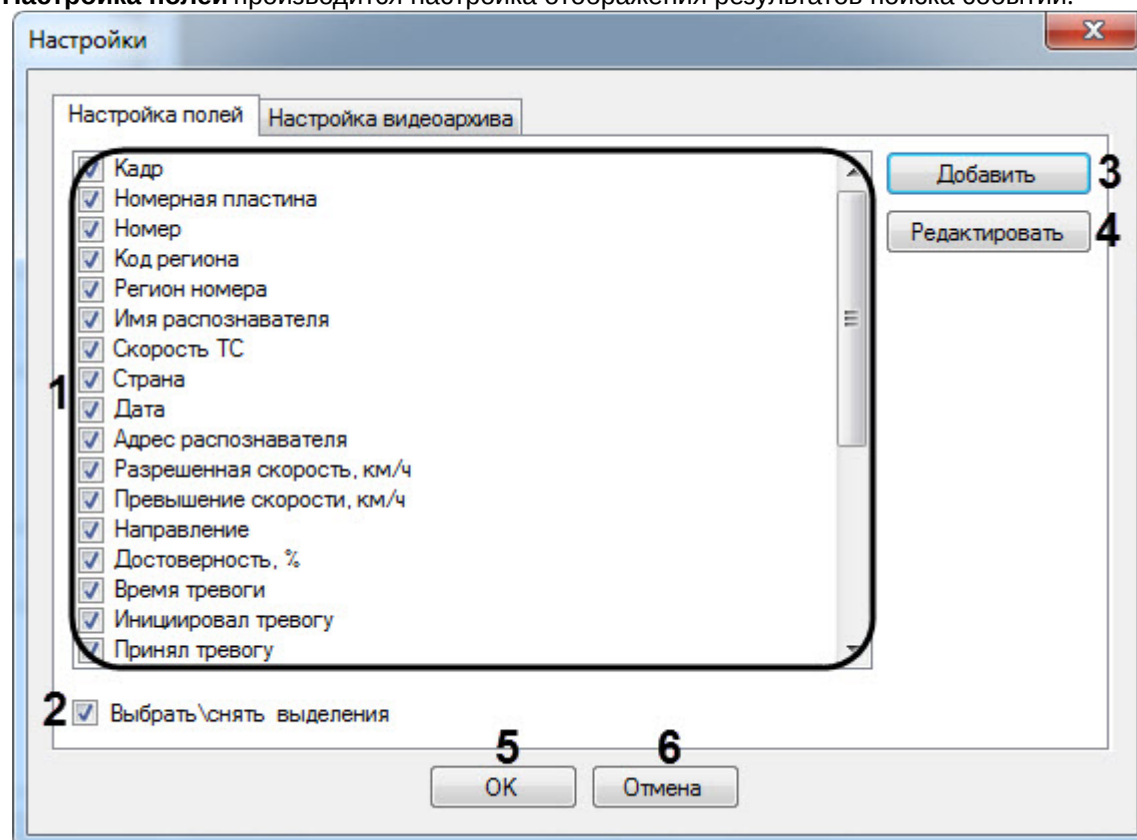 Настройка полей производится настройка отображения результатов поиска событий.
Настройки
Настройка полей Настройка видеоархива
Кадр
Номерная пластина
Номер
Код региона
Регион номера
Имя распознавателя
Скорость ТС
Страна
Дата
Адрес распознавателя
Разрешенная скорость, км/ч
Превышение скорости, км/ч
Направление
Достоверность, %
Время тревоги
Инициировал тревогу
Принял тревогу
1
Добавить 3
Редактировать 4
2 Выбрать\снять выделения
5 6
OK Отмена